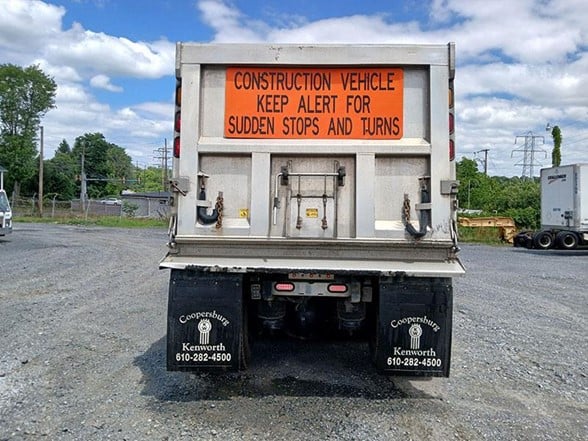 CONSTRUCTION VEHICLE
KEEP ALERT FOR
SUDDEN STOPS AND TURNS
Coopersburg
Kenworth
610-282-4500
Coopersburg
Kenworth
610-282-4500